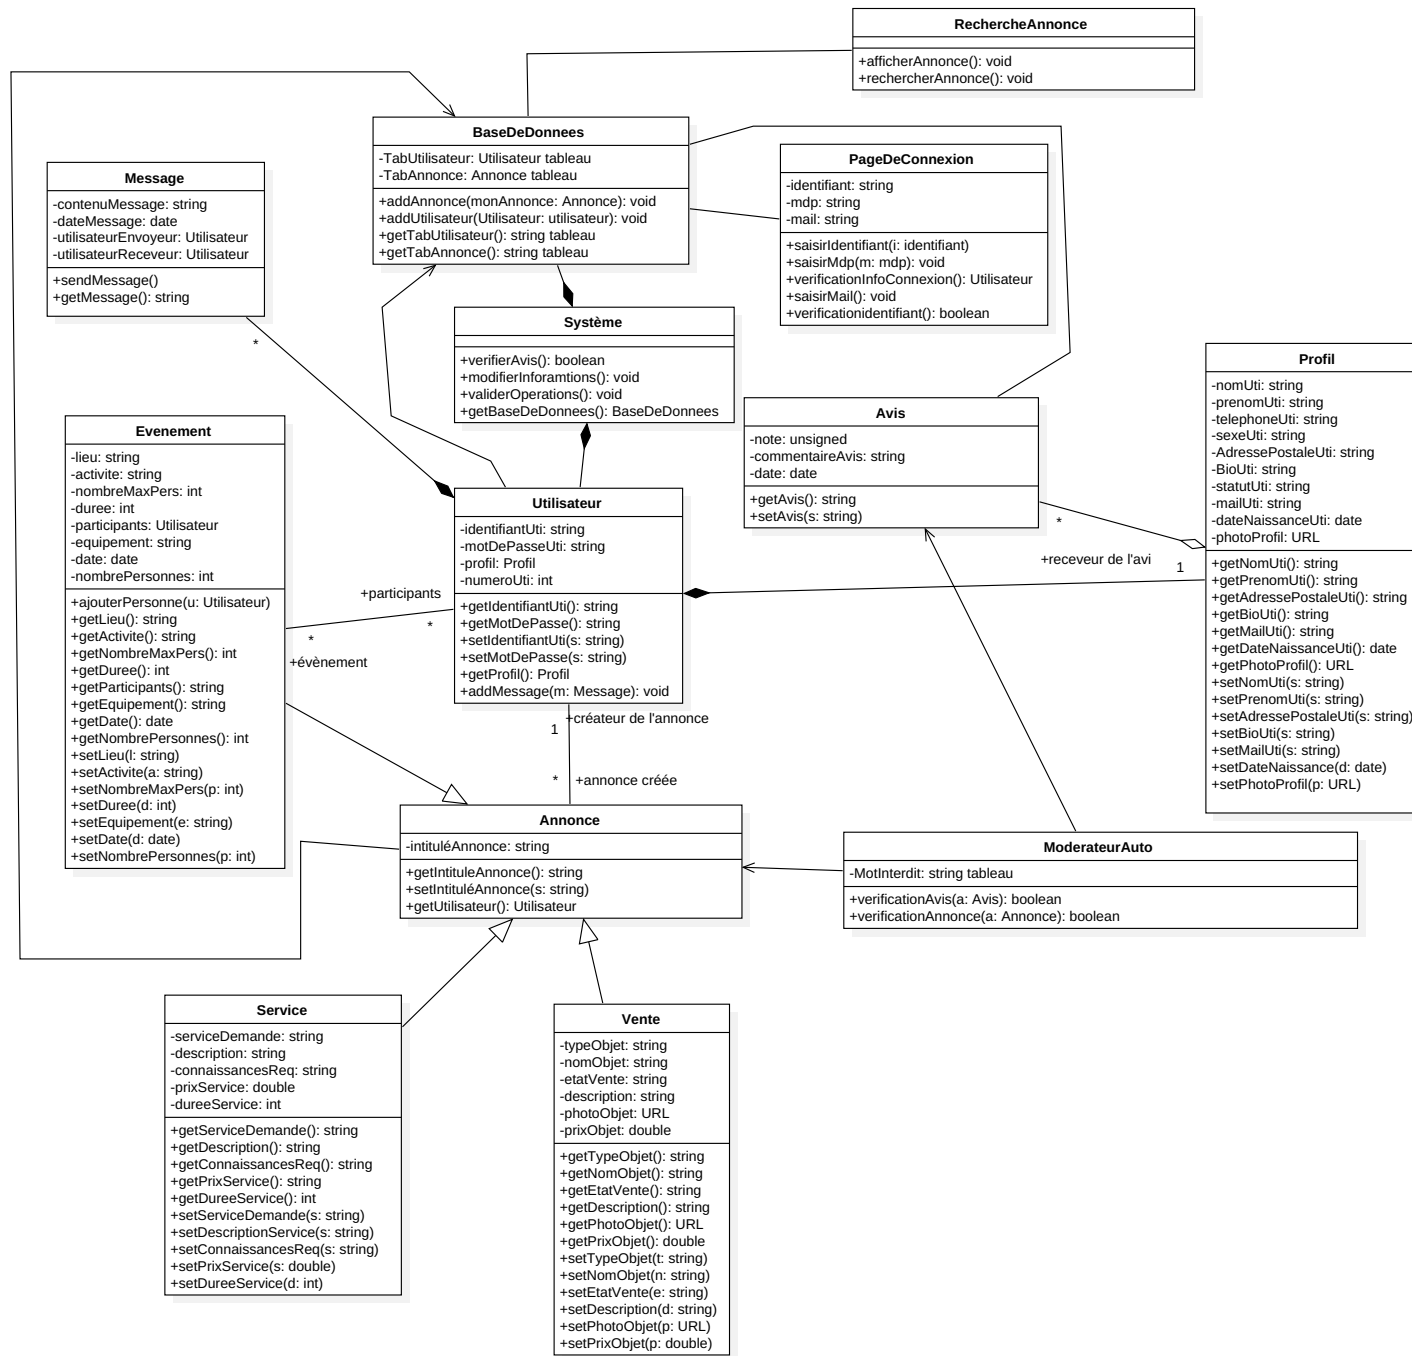 RechercheAnnonce
+afficherAnnonce(): void
+rechercherAnnonce(): void
BaseDeDonnees
-TabUtilisateur: Utilisateur tableau
-TabAnnonce: Annonce tableau
+addAnnonce(monAnnonce: Annonce): void
+addUtilisateur(Utilisateur: utilisateur): void
+getTabUtilisateur(): string tableau
+getTabAnnonce(): string tableau
PageDeConnexion
-identifiant: string
-mdp: string
-mail: string
+saisirIdentifiant(i: identifiant)
+saisirMdp(m: mdp): void
+verificationInfoConnexion(): Utilisateur
+saisirMail(): void
+verificationidentifiant(): boolean
Message
-contenuMessage: string
-dateMessage: date
-utilisateurEnvoyeur: Utilisateur
-utilisateurReceveur: Utilisateur
+sendMessage()
+getMessage(): string
*
Système
+verifierAvis(): boolean
+modifierInforamtions(): void
+validerOperations(): void
+getBaseDeDonnees(): BaseDeDonnees
Profil
-nomUti: string
-prenomUti: string
-telephoneUti: string
-sexeUti: string
-AdressePostaleUti: string
-BioUti: string
-statutUti: string
-mailUti: string
-dateNaissanceUti: date
-photoProfil: URL
+getNomUti(): string
+getPrenomUti(): string
+getAdressePostaleUti(): string
+getBioUti(): string
+getMailUti(): string
+getDateNaissanceUti(): date
+getPhotoProfil(): URL
+setNomUti(s: string)
+setPrenomUti(s: string)
+setAdressePostaleUti(s: string)
+setBioUti(s: string)
+setMailUti(s: string)
+setDateNaissance(d: date)
+setPhotoProfil(p: URL)
Avis
-note: unsigned
-commentaireAvis: string
-date: date
+getAvis(): string
+setAvis(s: string)
*
+receveur de l'avi
1
Evenement
-lieu: string
-activite: string
-nombreMaxPers: int
-duree: int
-participants: Utilisateur
-equipement: string
-date: date
-nombrePersonnes: int
+ajouterPersonne(u: Utilisateur)
+getLieu(): string
+getActivite(): string
+getNombreMaxPers(): int
+getDuree(): int
+getParticipants(): string
+getEquipement(): string
+getDate(): date
+getNombrePersonnes(): int
+setLieu(l: string)
+setActivite(a: string)
+setNombreMaxPers(p: int)
+setDuree(d: int)
+setEquipement(e: string)
+setDate(d: date)
+setNombrePersonnes(p: int)
Utilisateur
-identifiantUti: string
-motDePasseUti: string
-profil: Profil
-numeroUti: int
+getIdentifiantUti(): string
+getMotDePasse(): string
+setIdentifiantUti(s: string)
+setMotDePasse(s: string)
+getProfil(): Profil
+addMessage(m: Message): void
+participants
*
*
+évènement
+créateur de l'annonce
1
*
+annonce créée
Annonce
-intituléAnnonce: string
+getIntituleAnnonce(): string
+setIntituléAnnonce(s: string)
+getUtilisateur(): Utilisateur
ModerateurAuto
-MotInterdit: string tableau
+verificationAvis(a: Avis): boolean
+verificationAnnonce(a: Annonce): boolean
Service
-serviceDemande: string
-description: string
-connaissancesReq: string
-prixService: double
-dureeService: int
+getServiceDemande(): string
+getDescription(): string
+getConnaissancesReq(): string
+getPrixService(): string
+getDureeService(): int
+setServiceDemande(s: string)
+setDescriptionService(s: string)
+setConnaissancesReq(s: string)
+setPrixService(s: double)
+setDureeService(d: int)
Vente
-typeObjet: string
-nomObjet: string
-etatVente: string
-description: string
-photoObjet: URL
-prixObjet: double
+getTypeObjet(): string
+getNomObjet(): string
+getEtatVente(): string
+getDescription(): string
+getPhotoObjet(): URL
+getPrixObjet(): double
+setTypeObjet(t: string)
+setNomObjet(n: string)
+setEtatVente(e: string)
+setDescription(d: string)
+setPhotoObjet(p: URL)
+setPrixObjet(p: double)